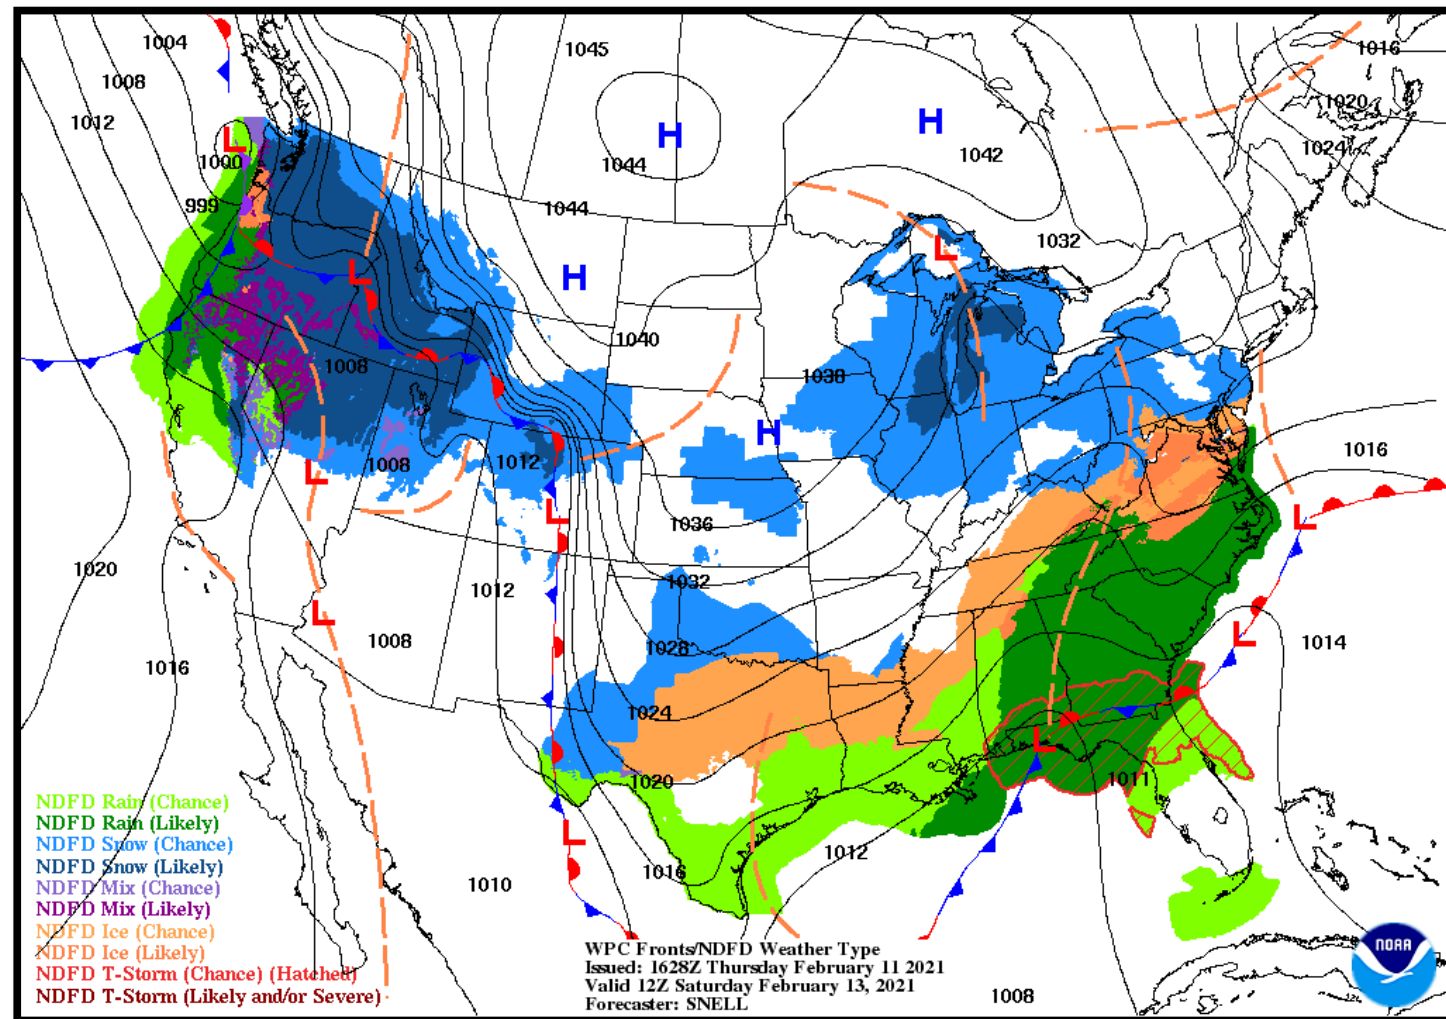 1004
1045
1016
1008
1020
1012
H
H
L
1000
1044
1042
1024
999
1044
1032
L
L
H
1040
1008
1038
H
1016
1008
1012
L
L
L
1036
1020
1032
1012
L
L
1008
1028
1014
1016
1024
L
1020
1011
NDFD Rain (Chance)
NDFD Rain (Likely)
NDFD Snow (Chance)
NDFD Snow (Likely)
NDFD Mix (Chance)
NDFD Mix (Likely)
NDFD Ice (Chance)
NDFD Ice (Likely)
NDFD T-Storm (Chance) (Hatched)
NDFD T-Storm (Likely and/or Severe)
L
1012
1016
1010
WPC Fronts/NDFD Weather Type
Issued: 1628Z Thursday February 11 2021
Valid 12Z Saturday February 13, 2021
Forecaster: SNELL
1008
NOAA